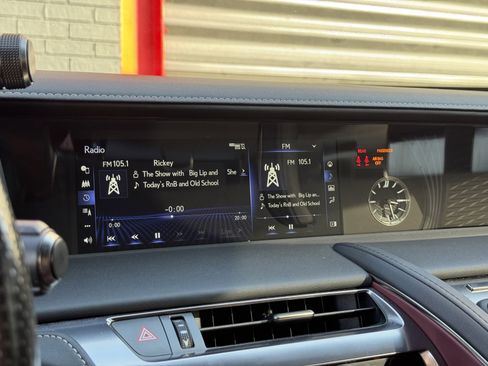 Radio
FM
FM 105.1 Rickey
The Show with Big Lip and She
Today's RnB and Old School
-0:00
0:00 20:00
FM 105.1
The Show with Big Lip an...
Today's RnB and Old School
REAR PASSENGER
AIRBAG
OFF